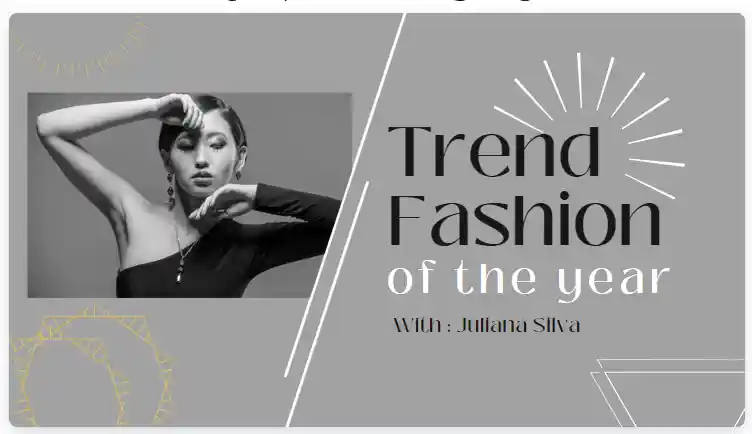 Trend
Fashion
of the year
With : Juliana Silva